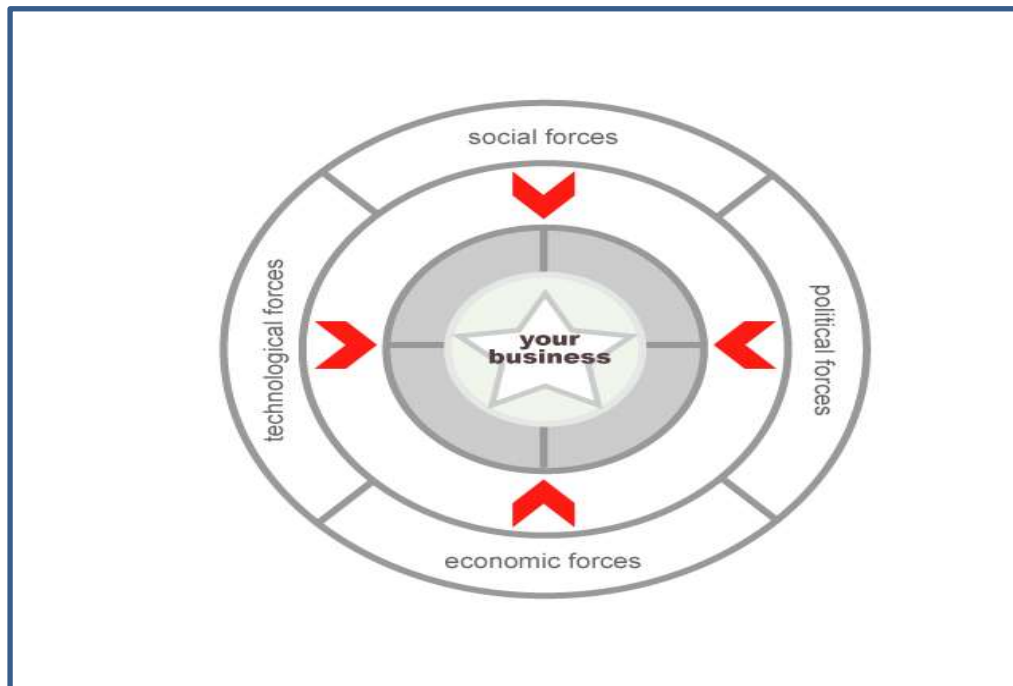 social forces
technological forces
your
business
political forces
economic forces